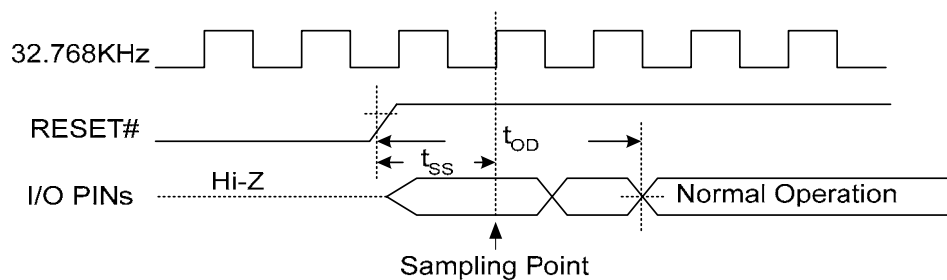 32.768KHz
RESET#
tOD
tSS
I/O PINs
Hi-Z
Normal Operation
Sampling Point